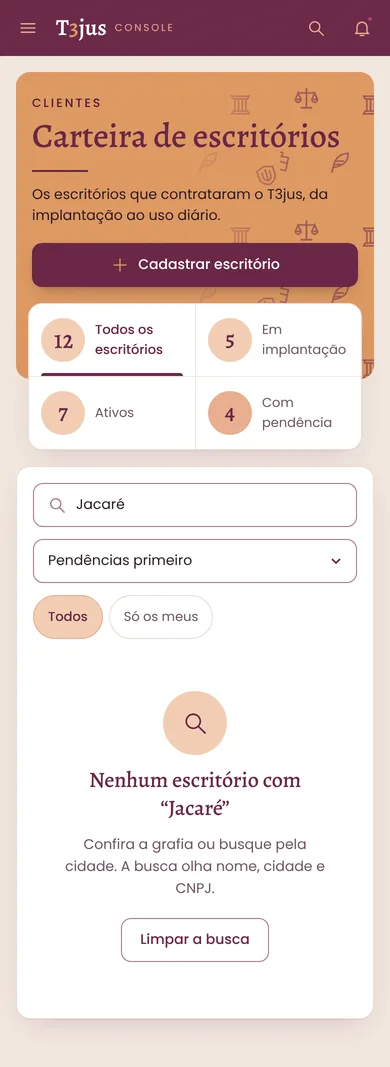 T3jus CONSOLE
CLIENTES
Carteira de escritórios
Os escritórios que contrataram o T3jus, da
implantação ao uso diário.
Cadastrar escritório
12 Todos os
escritórios
5 Em
implantação
7 Ativos
4 Com
pendência
Jacaré
Pendências primeiro
Todos
Só os meus
Nenhum escritório com
“Jacaré”
Confira a grafia ou busque pela
cidade. A busca olha nome, cidade e
CNPJ.
Limpar a busca